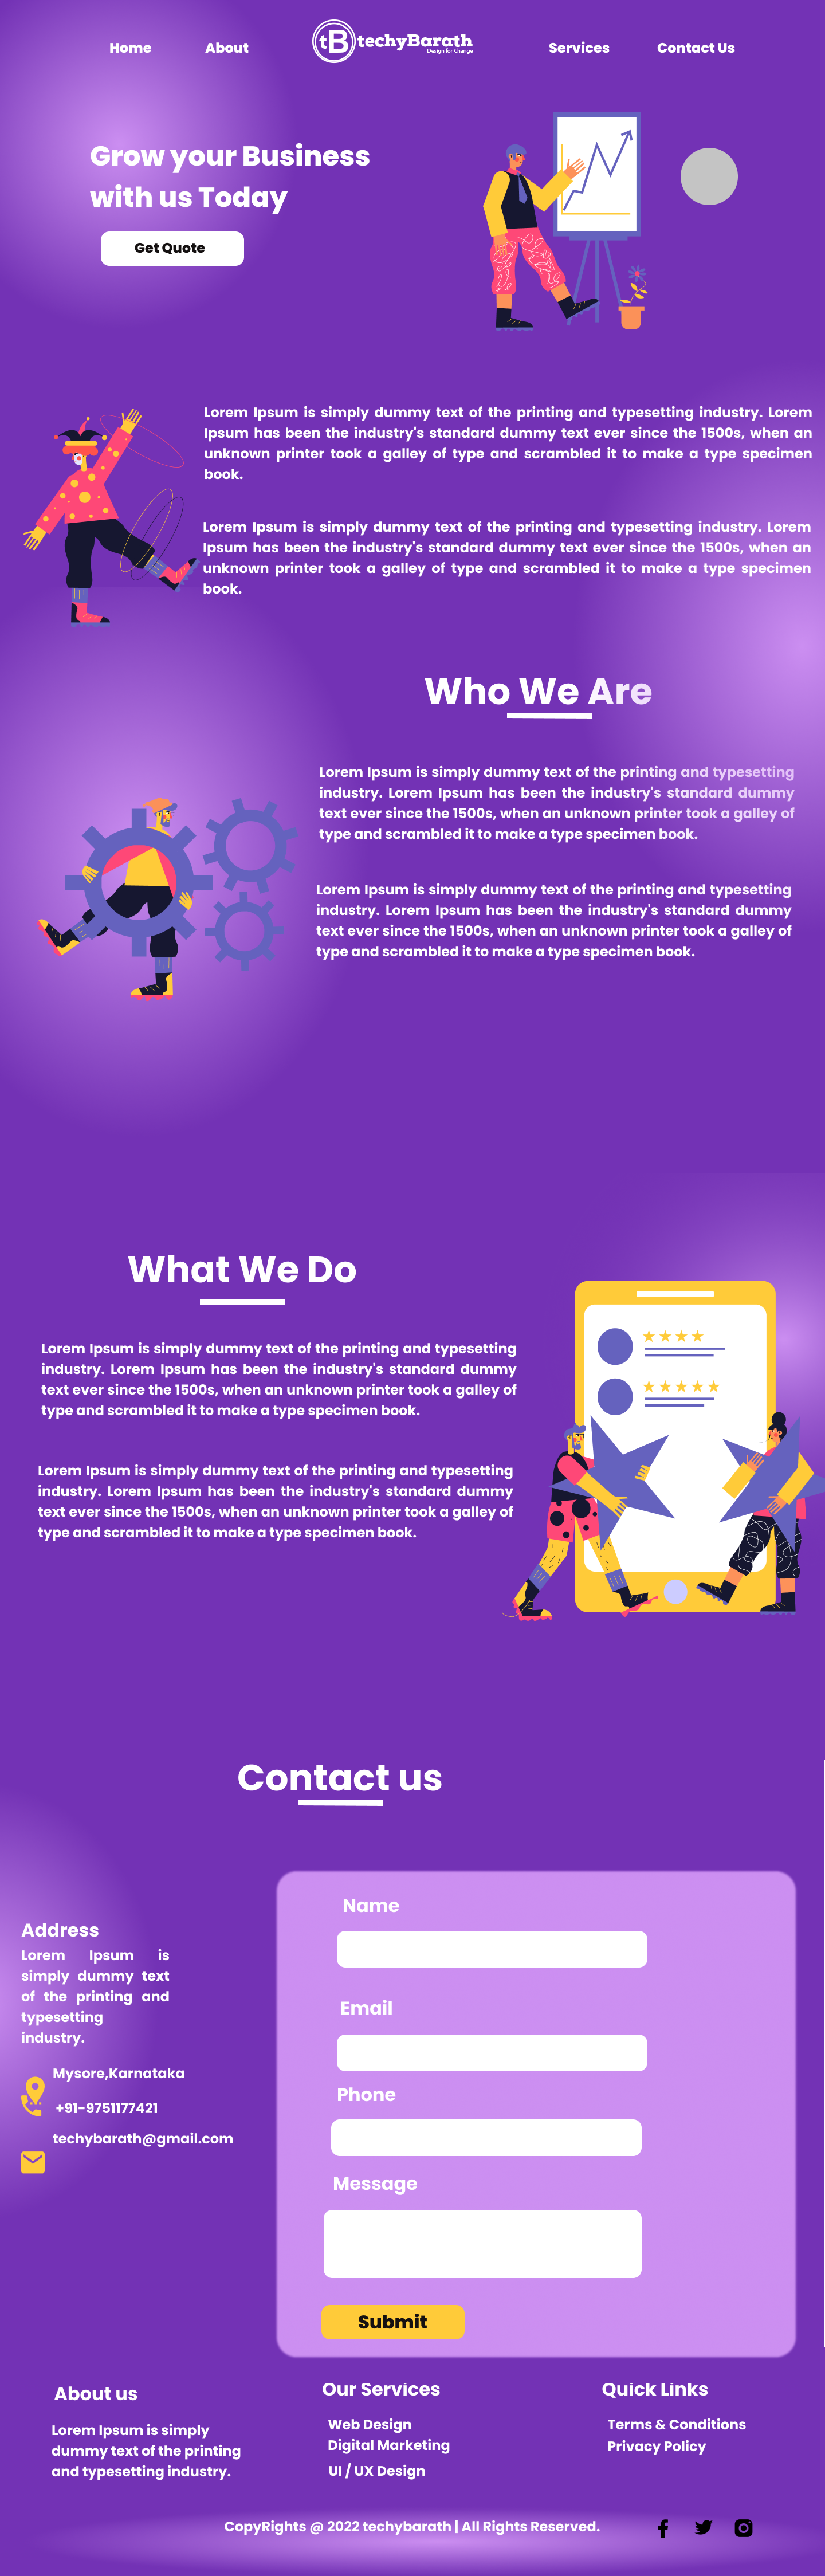 Home
About
tB techyBarath
Design for Change
Services
Contact Us
Grow your Business
with us Today
Get Quote
Lorem Ipsum is simply dummy text of the printing and typesetting industry. Lorem
Ipsum has been the industry's standard dummy text ever since the 1500s, when an
unknown printer took a galley of type and scrambled it to make a type specimen
book.
Lorem Ipsum is simply dummy text of the printing and typesetting industry. Lorem
Ipsum has been the industry's standard dummy text ever since the 1500s, when an
unknown printer took a galley of type and scrambled it to make a type specimen
book.
Who We Are
Lorem Ipsum is simply dummy text of the printing and typesetting
industry. Lorem Ipsum has been the industry's standard dummy
text ever since the 1500s, when an unknown printer took a galley of
type and scrambled it to make a type specimen book.
Lorem Ipsum is simply dummy text of the printing and typesetting
industry. Lorem Ipsum has been the industry's standard dummy
text ever since the 1500s, when an unknown printer took a galley of
type and scrambled it to make a type specimen book.
What We Do
Lorem Ipsum is simply dummy text of the printing and typesetting
industry. Lorem Ipsum has been the industry's standard dummy
text ever since the 1500s, when an unknown printer took a galley of
type and scrambled it to make a type specimen book.
Lorem Ipsum is simply dummy text of the printing and typesetting
industry. Lorem Ipsum has been the industry's standard dummy
text ever since the 1500s, when an unknown printer took a galley of
type and scrambled it to make a type specimen book.
Contact us
Address
Lorem Ipsum is
simply dummy text
of the printing and
typesetting
industry.
Mysore,Karnataka
+91-9751177421
techybarath@gmail.com
Name
Email
Phone
Message
Submit
About us
Lorem Ipsum is simply
dummy text of the printing
and typesetting industry.
Our Services
Web Design
Digital Marketing
UI / UX Design
Quick Links
Terms & Conditions
Privacy Policy
CopyRights @ 2022 techybarath | All Rights Reserved.